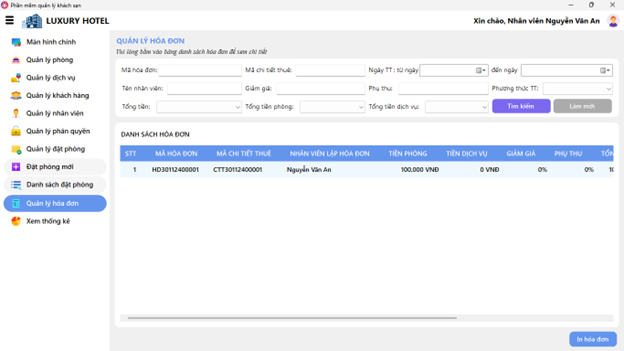 Phần mềm quản lý khách sạn
LUXURY HOTEL
Xin chào, Nhân viên Nguyễn Văn An
Màn hình chính
Quản lý phòng
Quản lý dịch vụ
Quản lý khách hàng
Quản lý nhân viên
Quản lý phân quyền
Quản lý đặt phòng
Đặt phòng mới
Danh sách đặt phòng
Quản lý hóa đơn
Xem thống kê
QUẢN LÝ HÓA ĐƠN
Vui lòng bấm vào bảng danh sách hóa đơn để xem chi tiết
Mã hóa đơn: Mã chi tiết thuê: Ngày TT : từ ngày đến ngày
Tên nhân viên: Giảm giá: Phụ thu: Phương thức TT:
Tổng tiền: Tổng tiền phòng: Tổng tiền dịch vụ: Tìm kiếm Làm mới
DANH SÁCH HÓA ĐƠN
STT MÃ HÓA ĐƠN MÃ CHI TIẾT THUÊ NHÂN VIÊN LẬP HÓA ĐƠN TIỀN PHÒNG TIỀN DỊCH VỤ GIẢM GIÁ PHỤ THU TỔN
1 HD30112400001 CTT30112400001 Nguyễn Văn An 100,000 VNĐ 0 VNĐ 0% 0% 10
In hóa đơn